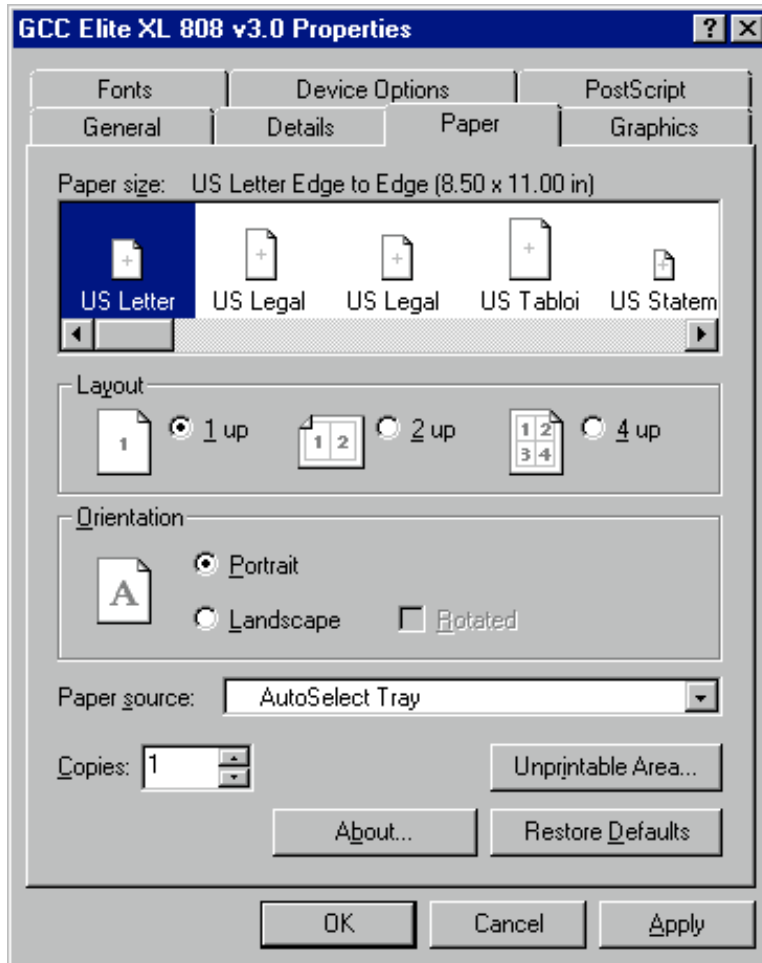 GCC Elite XL 808 v3.0 Properties
Fonts Device Options PostScript
General Details Paper Graphics
Paper size: US Letter Edge to Edge (8.50 x 11.00 in)
US Letter US Legal US Legal US Tabloi US Statem
Layout
1 1 up 1 2 2 up 1 2 3 4 4 up
Orientation
A Portrait
Landscape Rotated
Paper source: AutoSelect Tray
Copies: 1 Unprintable Area...
About... Restore Defaults
OK Cancel Apply